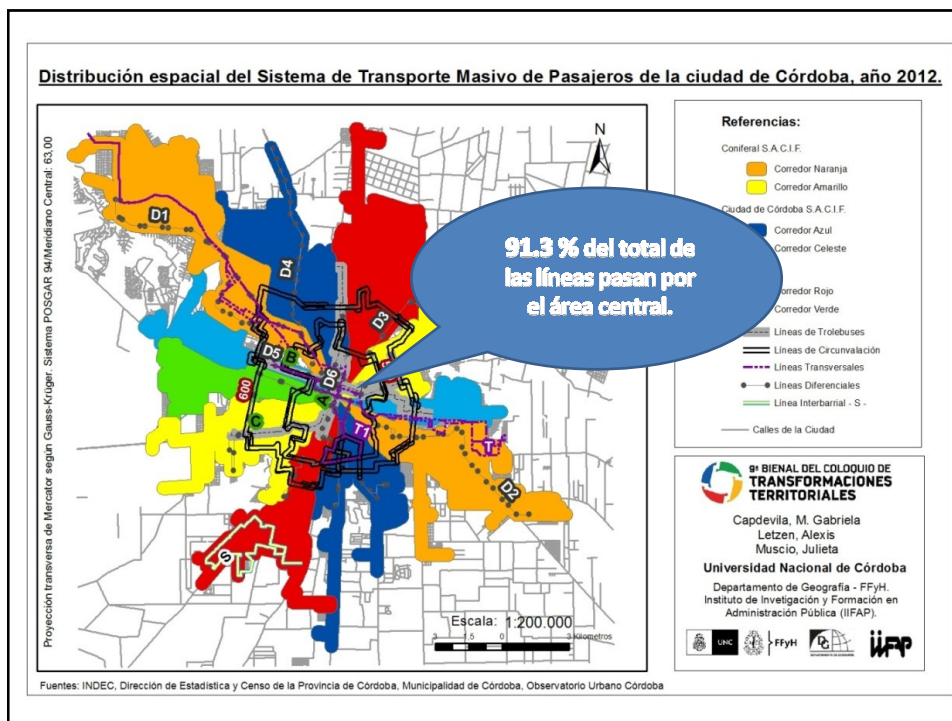 Distribución espacial del Sistema de Transporte Masivo de Pasajeros de la ciudad de Córdoba, año 2012.
Proyección transversa de Mercator según Gauss-Krüger. Sistema POSGAR 94/Meridiano Central: 63,00
N
D1
D4
D3
D5
B
D6
600
A
C
T1
T
D2
S
91.3 % del total de
las líneas pasan por
el área central.
Escala: 1:200.000
3 1,5 0 3 Kilometros
Referencias:
Coniferal S.A.C.I.F.
Corredor Naranja
Corredor Amarillo
Ciudad de Córdoba S.A.C.I.F.
Corredor Azul
Corredor Celeste
Corredor Rojo
Corredor Verde
Líneas de Trolebuses
Líneas de Circunvalación
Líneas Transversales
Líneas Diferenciales
Línea Interbarrial - S -
Calles de la Ciudad
9ª BIENAL DEL COLOQUIO DE
TRANSFORMACIONES
TERRITORIALES
Capdevila, M. Gabriela
Letzen, Alexis
Muscio, Julieta
Universidad Nacional de Córdoba
Departamento de Geografía - FFyH.
Instituto de Invetigación y Formación en
Administración Pública (IIFAP).
UNC
FFyH
DG
iifap
Fuentes: INDEC, Dirección de Estadística y Censo de la Provincia de Córdoba, Municipalidad de Córdoba, Observatorio Urbano Córdoba